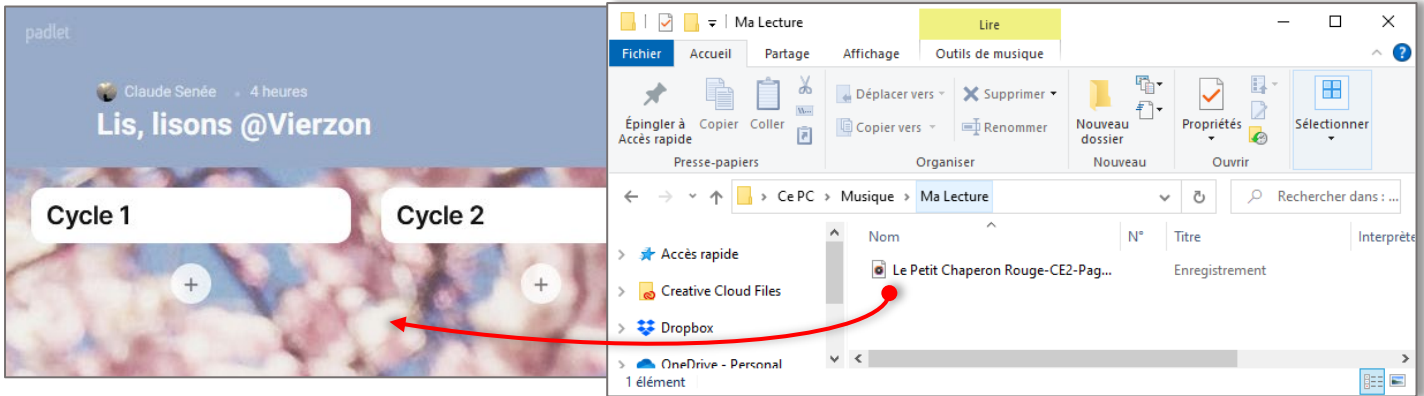 padlet
Claude Senée • 4 heures
Lis, lisons @Vierzon
Cycle 1
Cycle 2
Ma Lecture
Lire
Fichier Accueil Partage Affichage Outils de musique
Épingler à Accès rapide
Copier
Coller
Déplacer vers
Copier vers
Supprimer
Renommer
Nouveau dossier
Propriétés
Sélectionner
Presse-papiers Organiser Nouveau Ouvrir
Ce PC > Musique > Ma Lecture
Rechercher dans : ...
Nom N° Titre Interprète
Accès rapide
Le Petit Chaperon Rouge-CE2-Pag... Enregistrement
Creative Cloud Files
Dropbox
OneDrive - Personal
1 élément